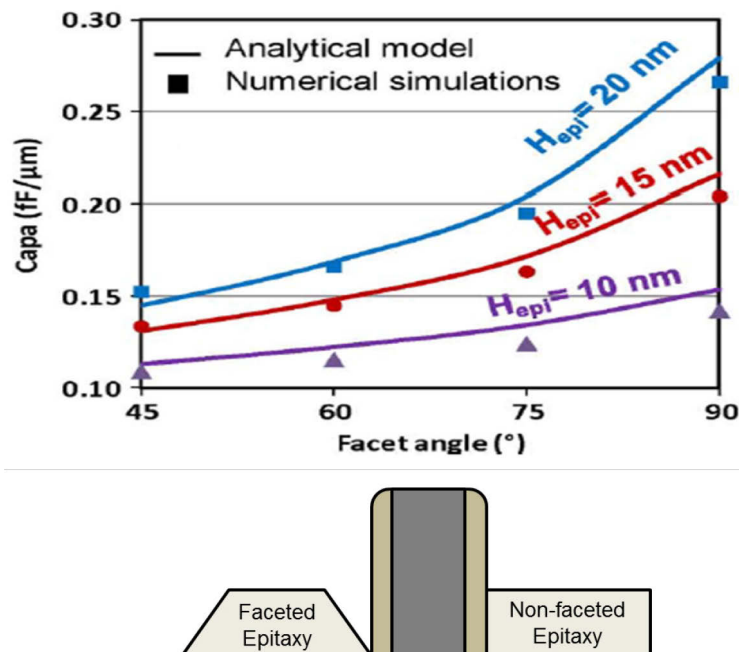 0.30
Analytical model
Numerical simulations
0.25
0.20
0.15
0.10
Capa (fF/µm)
Hepi= 20 nm
Hepi= 15 nm
Hepi= 10 nm
45 60 75 90
Facet angle (°)
Faceted
Epitaxy
Non-faceted
Epitaxy